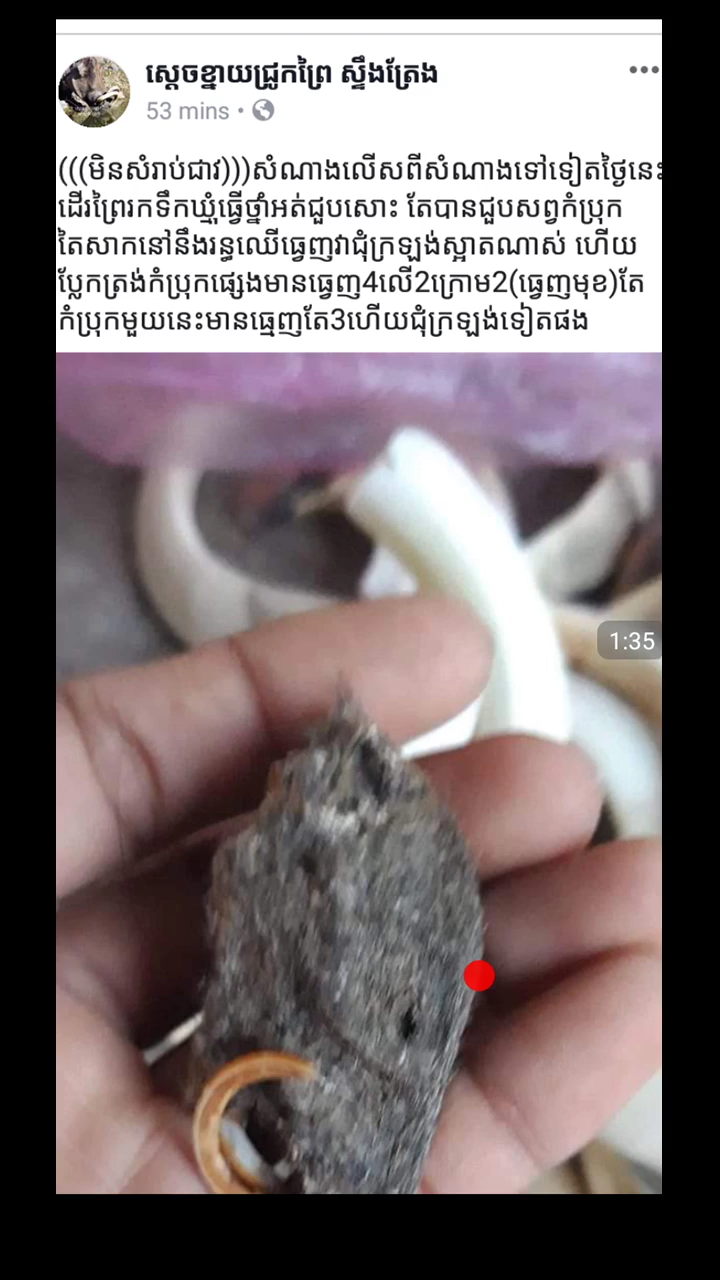 ស្ដេចខ្នាយជ្រូកព្រៃ ស្ទឹងត្រែង
53 mins •
(((មិនសំរាប់ជាវ)))សំណាងលើសពីសំណាងទៅទៀតថ្ងៃនេះ
ដើរព្រៃរកទឹកឃ្មុំធ្វើថ្នាំអត់ជួបសោះ តែបានជួបសព្វកំប្រុក
តៃសាកនៅនឹងរន្ធឈើធ្វេញវាជុំក្រឡង់ស្អាតណាស់ ហើយ
ប្លែកត្រង់កំប្រុកផ្សេងមានធ្វេញ4លើ2ក្រោម2(ធ្វេញមុខ)តែ
កំប្រុកមួយនេះមានធ្មេញតែ3ហើយជុំក្រឡង់ទៀតផង
1:35